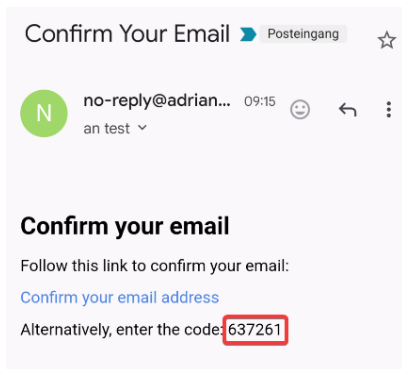 Confirm Your Email Posteingang
N
no-reply@adrian... 09:15
an test
Confirm your email
Follow this link to confirm your email:
Confirm your email address
Alternatively, enter the code: 637261